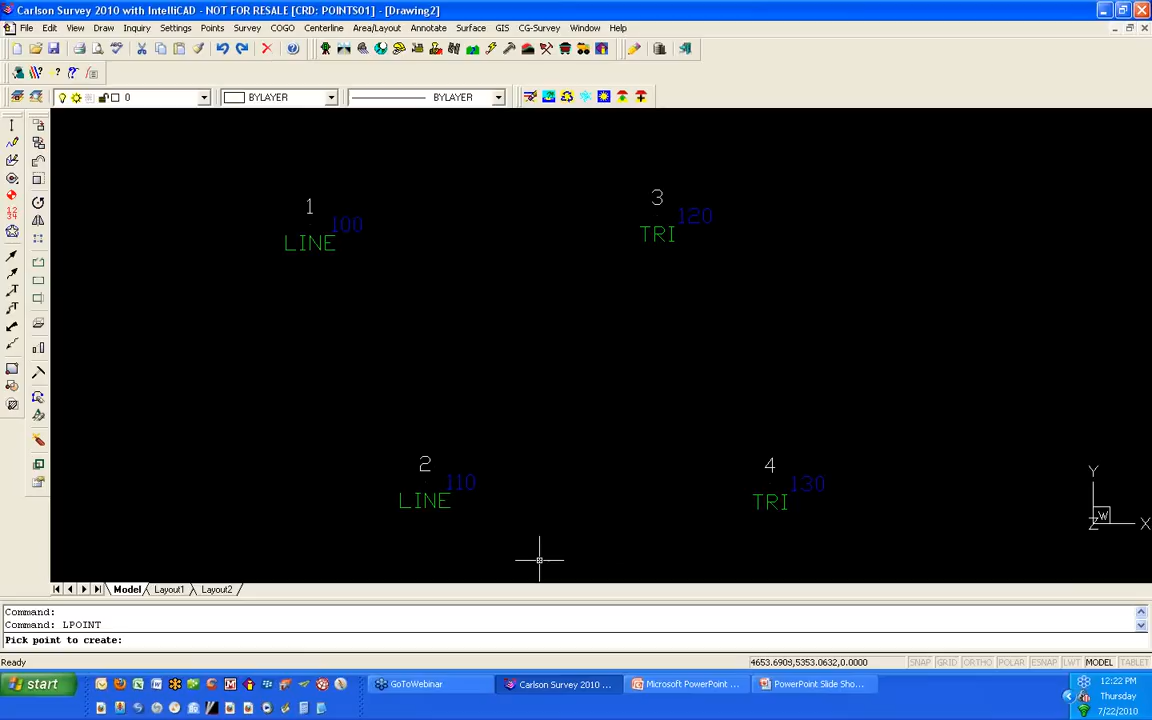 Carlson Survey 2010 with IntelliCAD - NOT FOR RESALE [CRD: POINTS01] - [Drawing2]
File Edit View Draw Inquiry Settings Points Survey COGO Centerline Area/Layout Annotate Surface GIS CG-Survey Window Help
0 BYLAYER BYLAYER
1
100
LINE
3
120
TRI
2
110
LINE
4
130
TRI
Y
W
Z X
Model Layout1 Layout2
Command:
Command: LPOINT
Pick point to create:
Ready 4653.6909,5353.0632,0.0000 SNAP GRID ORTHO POLAR ESNAP LWT MODEL TABLET
start GoToWebinar Carlson Survey 2010 ... Microsoft PowerPoint ... PowerPoint Slide Sho... 12:22 PM
Thursday
7/22/2010